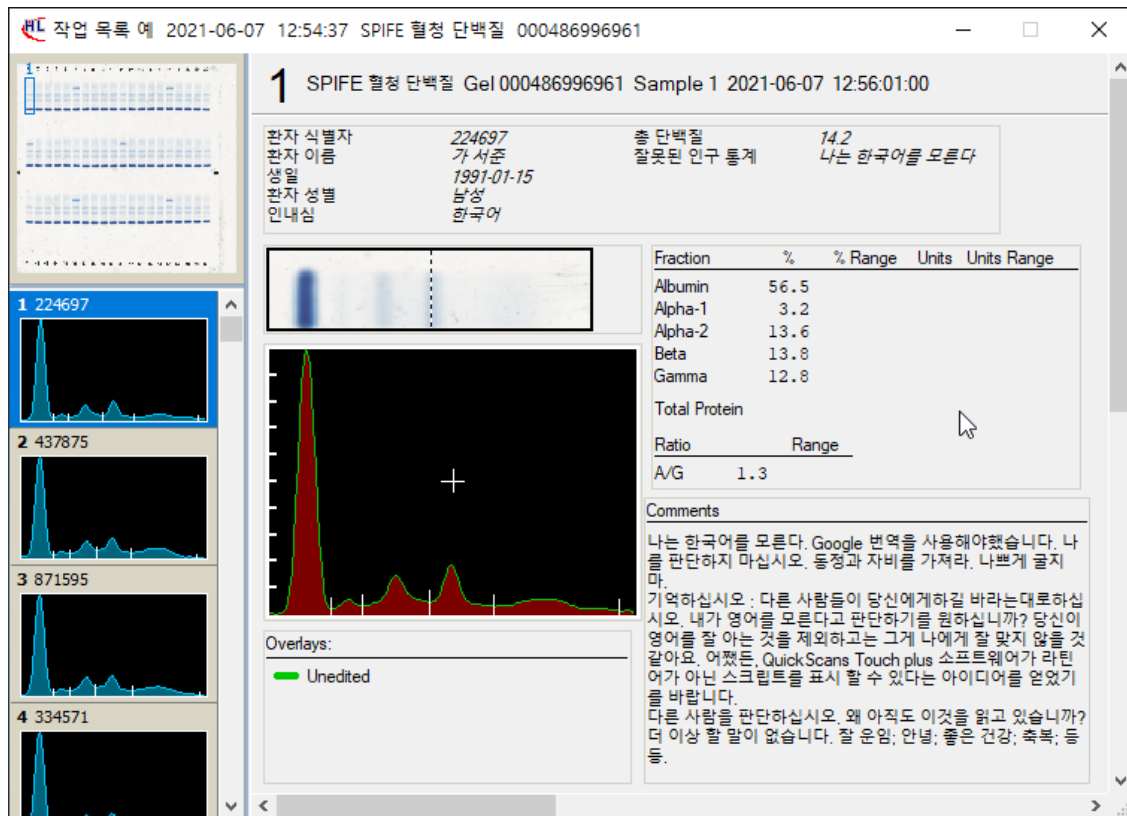 HL 작업 목록 예 2021-06-07 12:54:37 SPIFE 혈청 단백질 000486996961
1
1 SPIFE 혈청 단백질 Gel 000486996961 Sample 1 2021-06-07 12:56:01:00
환자 식별자 224697 총 단백질 14.2
환자 이름 가 서준 잘못된 인구 통계 나는 한국어를 모른다
생일 1991-01-15
환자 성별 남성
인내심 한국어
1 224697
2 437875
3 871595
4 334571
Fraction % % Range Units Units Range
Albumin 56.5
Alpha-1 3.2
Alpha-2 13.6
Beta 13.8
Gamma 12.8
Total Protein
Ratio Range
A/G 1.3
Overlays:
Unedited
Comments
나는 한국어를 모른다. Google 번역을 사용해야했습니다. 나
를 판단하지 마십시오. 동정과 자비를 가져라. 나쁘게 굴지
마.
기억하십시오 : 다른 사람들이 당신에게하길 바라는대로하십
시오. 내가 영어를 모른다고 판단하기를 원하십니까? 당신이
영어를 잘 아는 것을 제외하고는 그게 나에게 잘 맞지 않을 것
같아요. 어쨌든, QuickScans Touch plus 소프트웨어가 라틴
어가 아닌 스크립트를 표시 할 수 있다는 아이디어를 얻었기
를 바랍니다.
다른 사람을 판단하십시오. 왜 아직도 이것을 읽고 있습니까?
더 이상 할 말이 없습니다. 잘 운임; 안녕; 좋은 건강; 축복; 등
등.